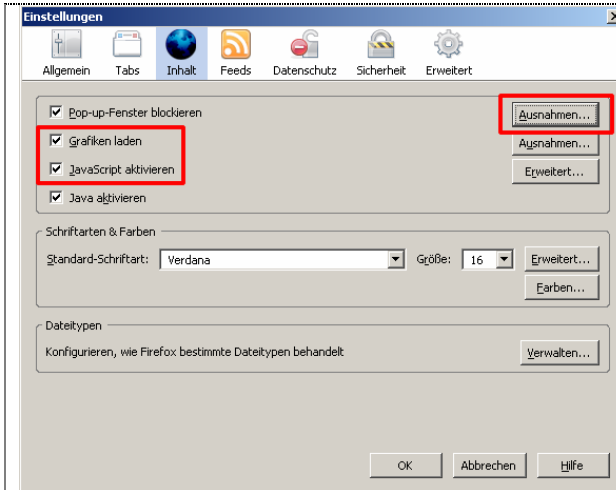 Einstellungen
Allgemein Tabs Inhalt Feeds Datenschutz Sicherheit Erweitert
Pop-up-Fenster blockieren Ausnahmen...
Grafiken laden Ausnahmen...
JavaScript aktivieren Erweitert...
Java aktivieren
Schriftarten & Farben
Standard-Schriftart: Verdana Größe: 16 Erweitert...
Farben...
Dateitypen
Konfigurieren, wie Firefox bestimmte Dateitypen behandelt Verwalten...
OK Abbrechen Hilfe